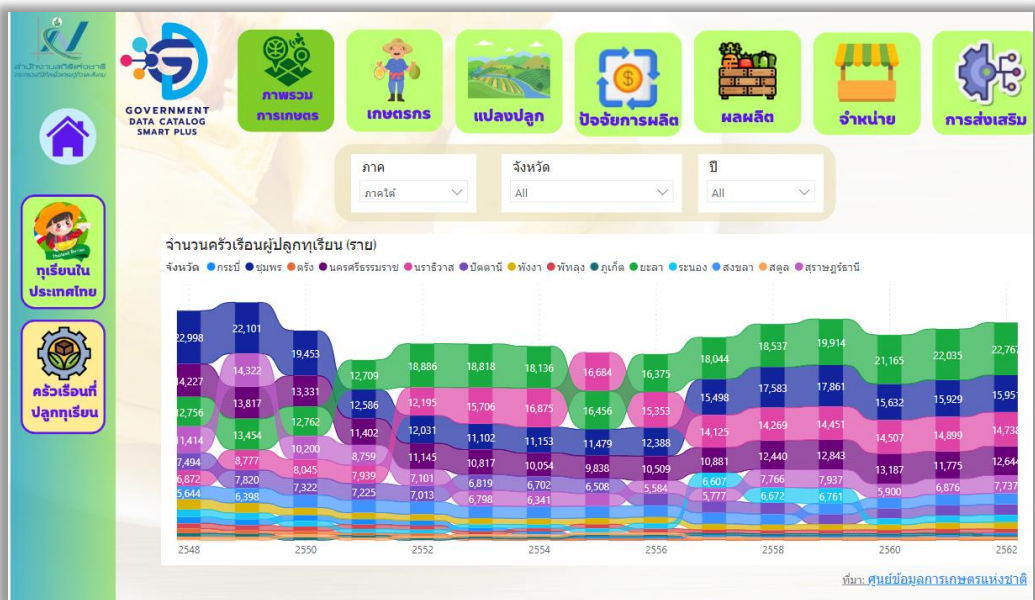 สำนักงานสถิติแห่งชาติ
GOVERNMENT
DATA CATALOG
SMART PLUS
ภาพรวม
การเกษตร
เกษตรกร
แปลงปลูก
ปัจจัยการผลิต
ผลผลิต
จำหน่าย
การส่งเสริม
ภาค
ภาคใต้
จังหวัด
All
ปี
All
ทุเรียนใน
ประเทศไทย
ครัวเรือนที่
ปลูกทุเรียน
จำนวนครัวเรือนผู้ปลูกทุเรียน (ราย)
จังหวัด กระบี่ ชุมพร ตรัง นครศรีธรรมราช นราธิวาส ปัตตานี พังงา พัทลุง ภูเก็ต ยะลา ระนอง สงขลา สตูล สุราษฎร์ธานี
22,998 14,227 12,756 11,414 7,494 6,872 5,644
22,101 14,322 13,817 13,454 8,777 7,820 6,398
19,453 13,331 12,762 10,200 8,045 7,322
12,709 12,586 11,402 8,759 7,939 7,225
18,886 12,195 12,031 11,145 7,101 7,013
18,818 15,706 11,102 10,817 6,819 6,798
18,136 16,875 11,153 10,054 6,702 6,341
16,684 16,456 11,479 9,838 6,508
16,375 15,353 12,388 10,509 5,584
18,044 15,498 14,125 10,881 6,607 5,777
18,537 17,583 14,269 12,440 7,766 6,672
19,914 17,861 14,451 12,843 7,937 6,761
21,165 15,632 14,507 13,187 5,900
22,035 15,929 14,899 11,775 6,876
22,767 15,951 14,738 12,644 7,737
2548 2550 2552 2554 2556 2558 2560 2562
ที่มา: ศูนย์ข้อมูลการเกษตรแห่งชาติ